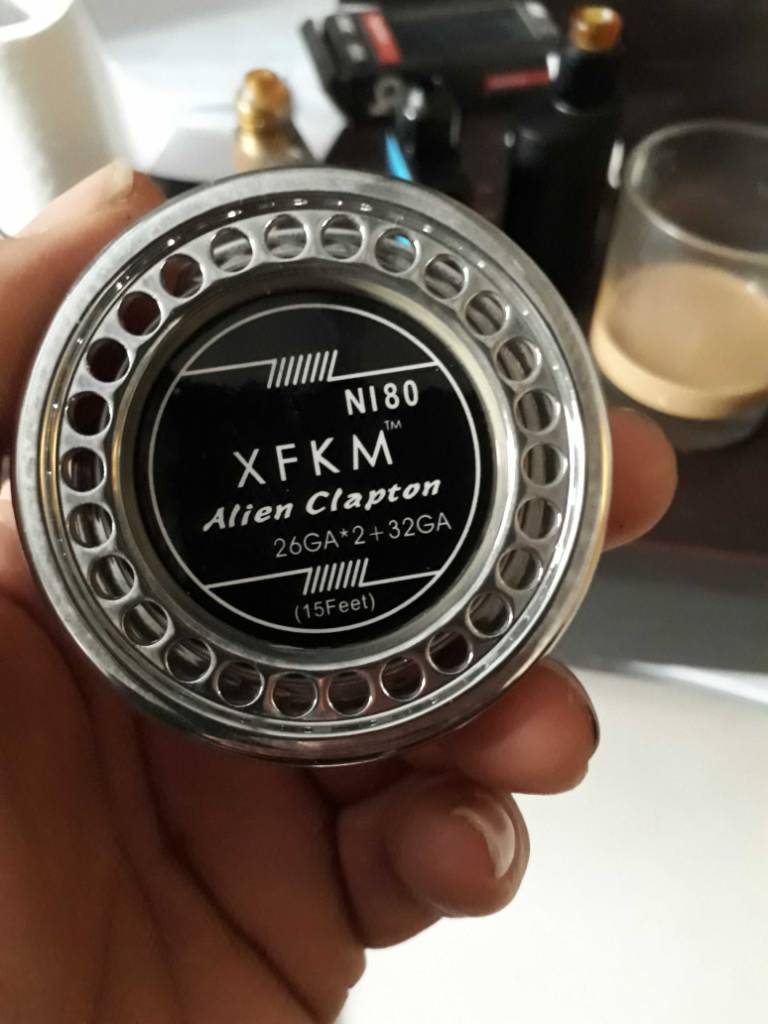 NI80
XFKM™
Alien Clapton
26GA*2+32GA
(15Feet)